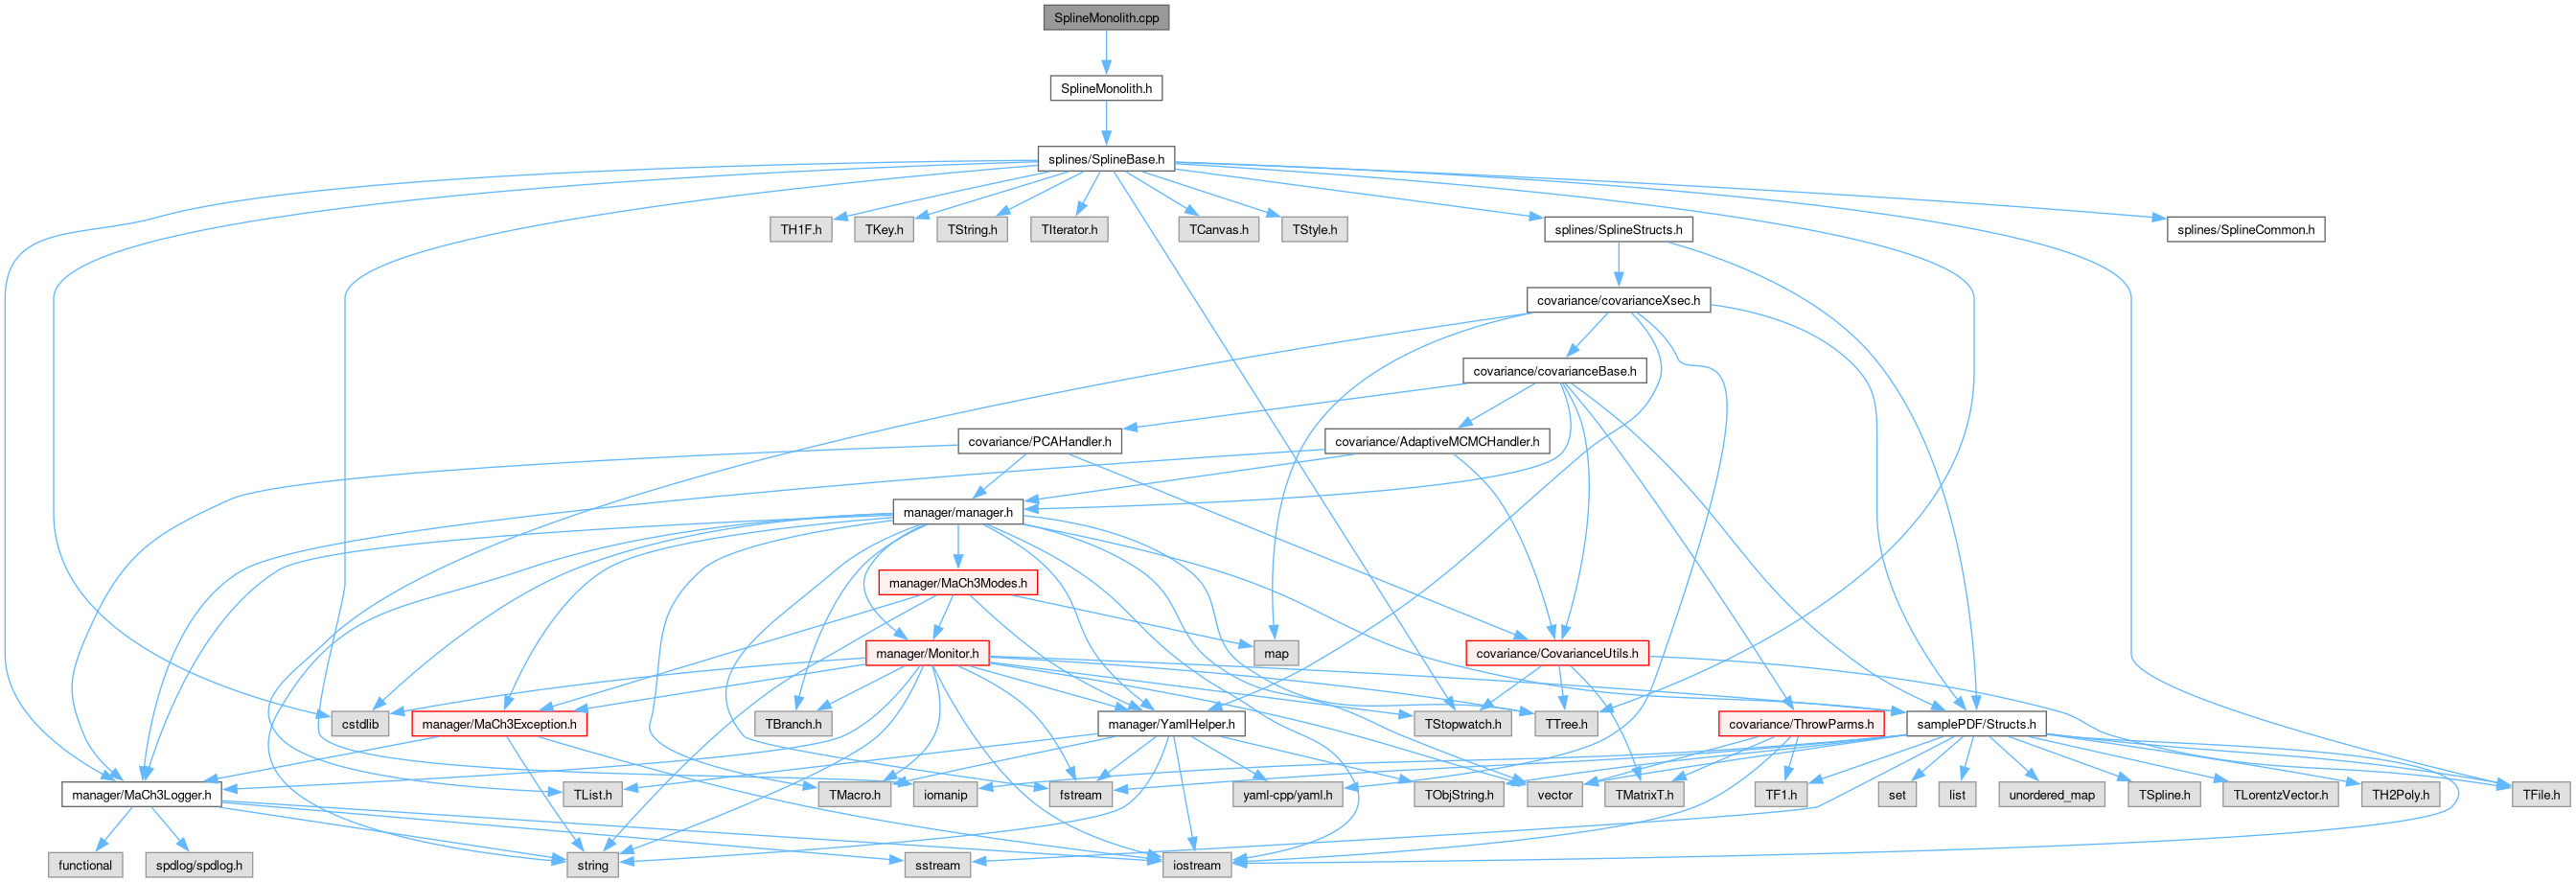 SplineMonolith.cpp
SplineMonolith.h
splines/SplineBase.h
TH1F.h
TKey.h
TString.h
TIterator.h
TCanvas.h
TStyle.h
splines/SplineStructs.h
splines/SplineCommon.h
covariance/covarianceXsec.h
covariance/covarianceBase.h
covariance/PCAHandler.h
covariance/AdaptiveMCMCHandler.h
manager/manager.h
manager/MaCh3Modes.h
manager/Monitor.h
map
covariance/CovarianceUtils.h
cstdlib
manager/MaCh3Exception.h
TBranch.h
manager/YamlHelper.h
TStopwatch.h
TTree.h
covariance/ThrowParms.h
samplePDF/Structs.h
manager/MaCh3Logger.h
TList.h
TMacro.h
iomanip
fstream
yaml-cpp/yaml.h
TObjString.h
vector
TMatrixT.h
TF1.h
set
list
unordered_map
TSpline.h
TLorentzVector.h
TH2Poly.h
TFile.h
functional
spdlog/spdlog.h
string
sstream
iostream